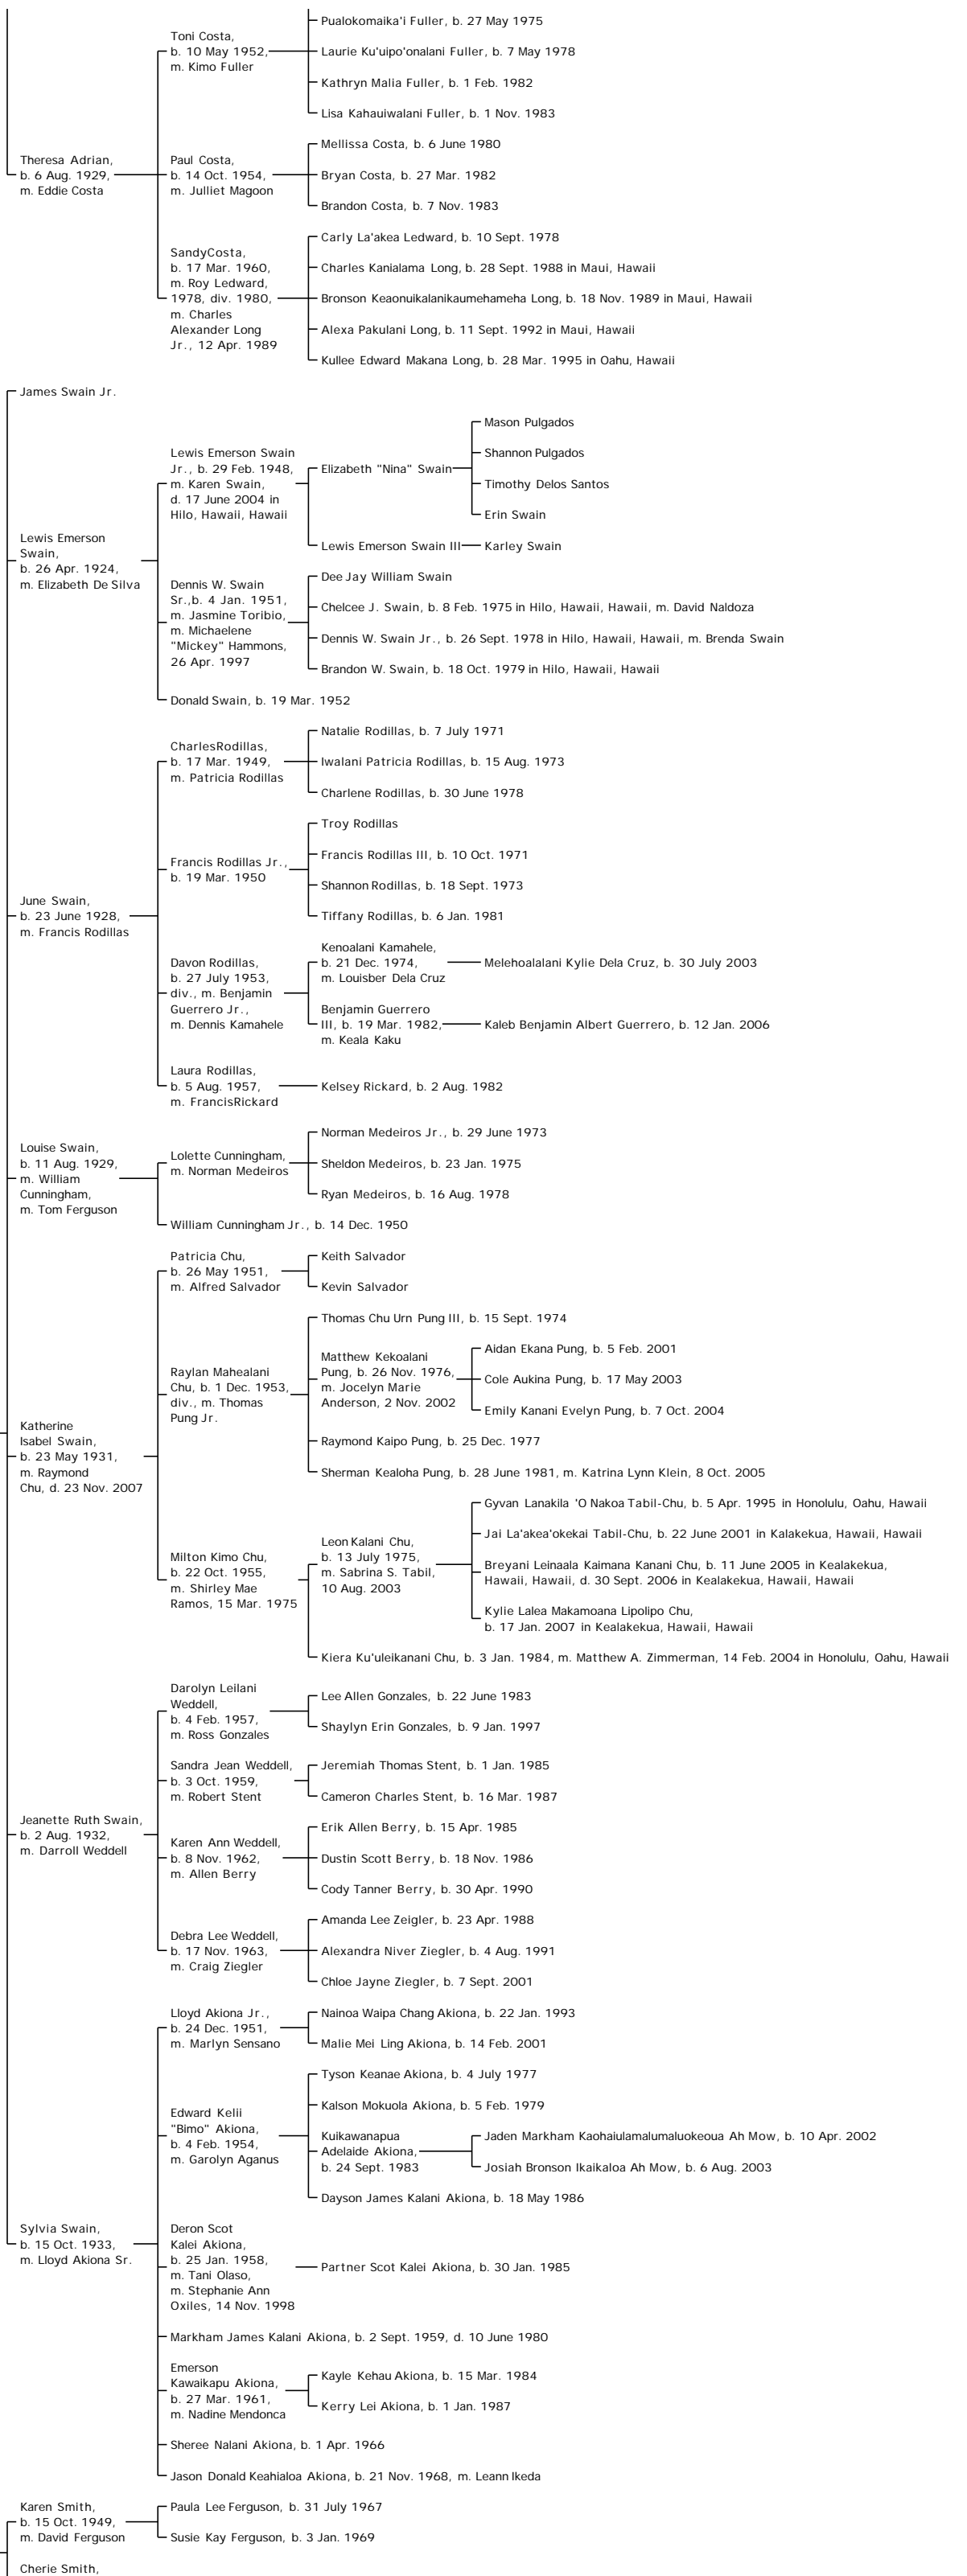 Pualokomaika'i Fuller, b. 27 May 1975
Toni Costa,
b. 10 May 1952,
m. Kimo Fuller
Laurie Ku'uipo'onalani Fuller, b. 7 May 1978
Kathryn Malia Fuller, b. 1 Feb. 1982
Lisa Kahauiwalani Fuller, b. 1 Nov. 1983
Theresa Adrian,
b. 6 Aug. 1929,
m. Eddie Costa
Paul Costa,
b. 14 Oct. 1954,
m. Julliet Magoon
Mellissa Costa, b. 6 June 1980
Bryan Costa, b. 27 Mar. 1982
Brandon Costa, b. 7 Nov. 1983
SandyCosta,
b. 17 Mar. 1960,
m. Roy Ledward,
1978, div. 1980,
m. Charles
Alexander Long
Jr., 12 Apr. 1989
Carly La'akea Ledward, b. 10 Sept. 1978
Charles Kanialama Long, b. 28 Sept. 1988 in Maui, Hawaii
Bronson Keaonuikalanikaumehameha Long, b. 18 Nov. 1989 in Maui, Hawaii
Alexa Pakulani Long, b. 11 Sept. 1992 in Maui, Hawaii
Kullee Edward Makana Long, b. 28 Mar. 1995 in Oahu, Hawaii
James Swain Jr.
Lewis Emerson
Swain,
b. 26 Apr. 1924,
m. Elizabeth De Silva
Lewis Emerson Swain
Jr., b. 29 Feb. 1948,
m. Karen Swain,
d. 17 June 2004 in
Hilo, Hawaii, Hawaii
Elizabeth "Nina" Swain
Mason Pulgados
Shannon Pulgados
Timothy Delos Santos
Erin Swain
Lewis Emerson Swain III
Karley Swain
Dennis W. Swain
Sr.,b. 4 Jan. 1951,
m. Jasmine Toribio,
m. Michaelene
"Mickey" Hammons,
26 Apr. 1997
Dee Jay William Swain
Chelcee J. Swain, b. 8 Feb. 1975 in Hilo, Hawaii, Hawaii, m. David Naldoza
Dennis W. Swain Jr., b. 26 Sept. 1978 in Hilo, Hawaii, Hawaii, m. Brenda Swain
Brandon W. Swain, b. 18 Oct. 1979 in Hilo, Hawaii, Hawaii
Donald Swain, b. 19 Mar. 1952
June Swain,
b. 23 June 1928,
m. Francis Rodillas
CharlesRodillas,
b. 17 Mar. 1949,
m. Patricia Rodillas
Natalie Rodillas, b. 7 July 1971
Iwalani Patricia Rodillas, b. 15 Aug. 1973
Charlene Rodillas, b. 30 June 1978
Francis Rodillas Jr.,
b. 19 Mar. 1950
Troy Rodillas
Francis Rodillas III, b. 10 Oct. 1971
Shannon Rodillas, b. 18 Sept. 1973
Tiffany Rodillas, b. 6 Jan. 1981
Davon Rodillas,
b. 27 July 1953,
div., m. Benjamin
Guerrero Jr.,
m. Dennis Kamahele
Kenoalani Kamahele,
b. 21 Dec. 1974,
m. Louisber Dela Cruz
Melehoalalani Kylie Dela Cruz, b. 30 July 2003
Benjamin Guerrero
III, b. 19 Mar. 1982,
m. Keala Kaku
Kaleb Benjamin Albert Guerrero, b. 12 Jan. 2006
Laura Rodillas,
b. 5 Aug. 1957,
m. FrancisRickard
Kelsey Rickard, b. 2 Aug. 1982
Louise Swain,
b. 11 Aug. 1929,
m. William
Cunningham,
m. Tom Ferguson
Lolette Cunningham,
m. Norman Medeiros
Norman Medeiros Jr., b. 29 June 1973
Sheldon Medeiros, b. 23 Jan. 1975
Ryan Medeiros, b. 16 Aug. 1978
William Cunningham Jr., b. 14 Dec. 1950
Katherine
Isabel Swain,
b. 23 May 1931,
m. Raymond
Chu, d. 23 Nov. 2007
Patricia Chu,
b. 26 May 1951,
m. Alfred Salvador
Keith Salvador
Kevin Salvador
Raylan Mahealani
Chu, b. 1 Dec. 1953,
div., m. Thomas
Pung Jr.
Thomas Chu Urn Pung III, b. 15 Sept. 1974
Matthew Kekoalani
Pung, b. 26 Nov. 1976,
m. Jocelyn Marie
Anderson, 2 Nov. 2002
Aidan Ekana Pung, b. 5 Feb. 2001
Cole Aukina Pung, b. 17 May 2003
Emily Kanani Evelyn Pung, b. 7 Oct. 2004
Raymond Kaipo Pung, b. 25 Dec. 1977
Sherman Kealoha Pung, b. 28 June 1981, m. Katrina Lynn Klein, 8 Oct. 2005
Milton Kimo Chu,
b. 22 Oct. 1955,
m. Shirley Mae
Ramos, 15 Mar. 1975
Leon Kalani Chu,
b. 13 July 1975,
m. Sabrina S. Tabil,
10 Aug. 2003
Gyvan Lanakila 'O Nakoa Tabil-Chu, b. 5 Apr. 1995 in Honolulu, Oahu, Hawaii
Jai La'akea'okekai Tabil-Chu, b. 22 June 2001 in Kalakekua, Hawaii, Hawaii
Breyani Leinaala Kaimana Kanani Chu, b. 11 June 2005 in Kealakekua,
Hawaii, Hawaii, d. 30 Sept. 2006 in Kealakekua, Hawaii, Hawaii
Kylie Lalea Makamoana Lipolipo Chu,
b. 17 Jan. 2007 in Kealakekua, Hawaii, Hawaii
Kiera Ku'uleikanani Chu, b. 3 Jan. 1984, m. Matthew A. Zimmerman, 14 Feb. 2004 in Honolulu, Oahu, Hawaii
Jeanette Ruth Swain,
b. 2 Aug. 1932,
m. Darroll Weddell
Darolyn Leilani
Weddell,
b. 4 Feb. 1957,
m. Ross Gonzales
Lee Allen Gonzales, b. 22 June 1983
Shaylyn Erin Gonzales, b. 9 Jan. 1997
Sandra Jean Weddell,
b. 3 Oct. 1959,
m. Robert Stent
Jeremiah Thomas Stent, b. 1 Jan. 1985
Cameron Charles Stent, b. 16 Mar. 1987
Karen Ann Weddell,
b. 8 Nov. 1962,
m. Allen Berry
Erik Allen Berry, b. 15 Apr. 1985
Dustin Scott Berry, b. 18 Nov. 1986
Cody Tanner Berry, b. 30 Apr. 1990
Debra Lee Weddell,
b. 17 Nov. 1963,
m. Craig Ziegler
Amanda Lee Zeigler, b. 23 Apr. 1988
Alexandra Niver Ziegler, b. 4 Aug. 1991
Chloe Jayne Ziegler, b. 7 Sept. 2001
Sylvia Swain,
b. 15 Oct. 1933,
m. Lloyd Akiona Sr.
Lloyd Akiona Jr.,
b. 24 Dec. 1951,
m. Marlyn Sensano
Nainoa Waipa Chang Akiona, b. 22 Jan. 1993
Malie Mei Ling Akiona, b. 14 Feb. 2001
Edward Kelii
"Bimo" Akiona,
b. 4 Feb. 1954,
m. Garolyn Aganus
Tyson Keanae Akiona, b. 4 July 1977
Kalson Mokuola Akiona, b. 5 Feb. 1979
Kuikawanapua
Adelaide Akiona,
b. 24 Sept. 1983
Jaden Markham Kaohaiulamalumaluokeoua Ah Mow, b. 10 Apr. 2002
Josiah Bronson Ikaikaloa Ah Mow, b. 6 Aug. 2003
Dayson James Kalani Akiona, b. 18 May 1986
Deron Scot
Kalei Akiona,
b. 25 Jan. 1958,
m. Tani Olaso,
m. Stephanie Ann
Oxiles, 14 Nov. 1998
Partner Scot Kalei Akiona, b. 30 Jan. 1985
Markham James Kalani Akiona, b. 2 Sept. 1959, d. 10 June 1980
Emerson
Kawaikapu Akiona,
b. 27 Mar. 1961,
m. Nadine Mendonca
Kayle Kehau Akiona, b. 15 Mar. 1984
Kerry Lei Akiona, b. 1 Jan. 1987
Sheree Nalani Akiona, b. 1 Apr. 1966
Jason Donald Keahialoa Akiona, b. 21 Nov. 1968, m. Leann Ikeda
Karen Smith,
b. 15 Oct. 1949,
m. David Ferguson
Paula Lee Ferguson, b. 31 July 1967
Susie Kay Ferguson, b. 3 Jan. 1969
Cherie Smith,